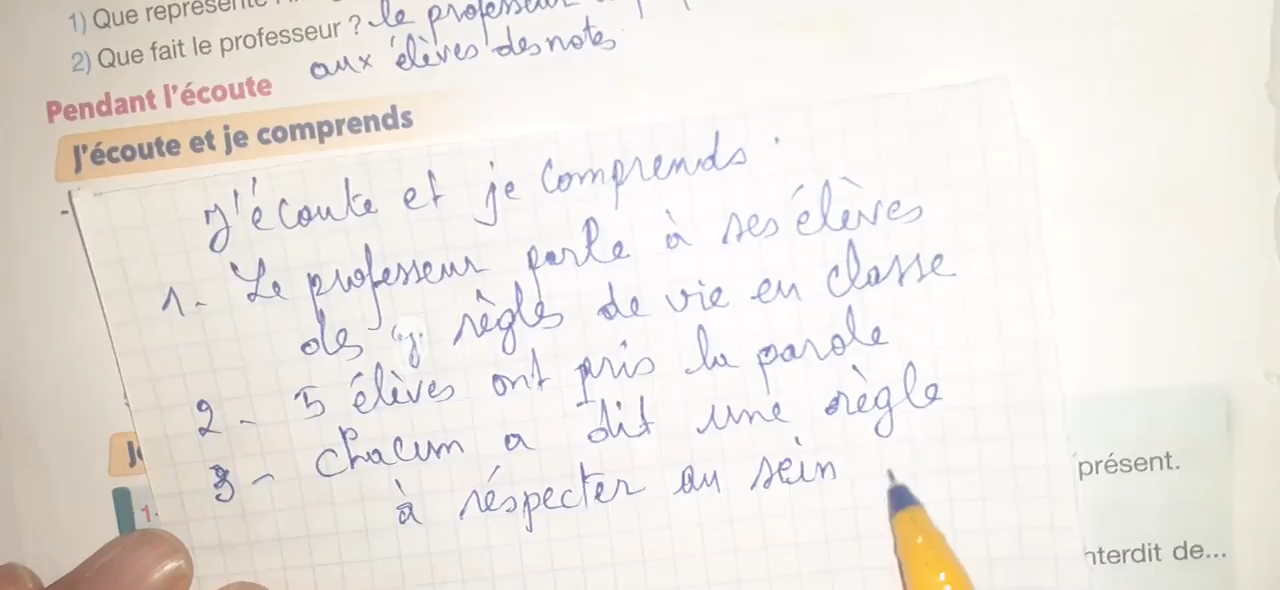 1) Que représente
2) Que fait le professeur ? le professeur
aux élèves des notes
Pendant l'écoute
J'écoute et je comprends
J'écoute et je comprends.
1- Le professeur parle à ses élèves
des règles de vie en classe
2- 5 élèves ont pris la parole
3- chacun a dit une règle
à réspecter au sein
présent.
1.
nterdit de...